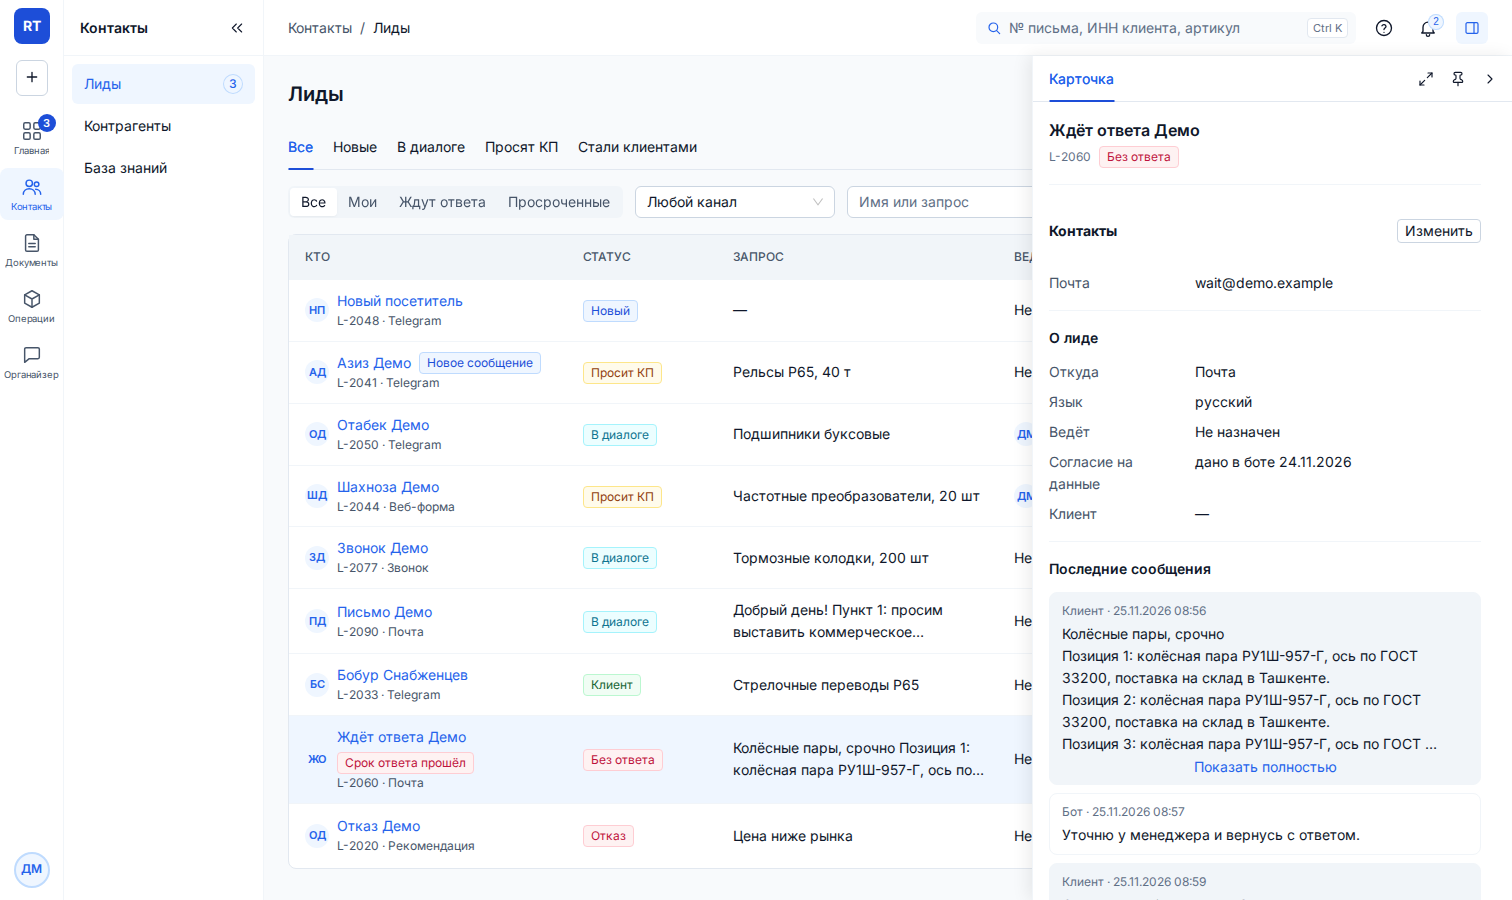 RT
Контакты
Контакты / Лиды
№ письма, ИНН клиента, артикул
Ctrl K
2
+
3
Главная
Контакты
Документы
Операции
Органайзер
ДМ
Лиды
3
Контрагенты
База знаний
Лиды
Все
Новые
В диалоге
Просят КП
Стали клиентами
Все
Мои
Ждут ответа
Просроченные
Любой канал
Имя или запрос
КТО
СТАТУС
ЗАПРОС
ВЕД
НП
Новый посетитель
L-2048 · Telegram
Новый
—
Не
АД
Азиз Демо
Новое сообщение
L-2041 · Telegram
Просит КП
Рельсы Р65, 40 т
Не
ОД
Отабек Демо
L-2050 · Telegram
В диалоге
Подшипники буксовые
ДМ
ШД
Шахноза Демо
L-2044 · Веб-форма
Просит КП
Частотные преобразователи, 20 шт
ДМ
ЗД
Звонок Демо
L-2077 · Звонок
В диалоге
Тормозные колодки, 200 шт
Не
ПД
Письмо Демо
L-2090 · Почта
В диалоге
Добрый день! Пункт 1: просим
выставить коммерческое...
Не
БС
Бобур Снабженцев
L-2033 · Telegram
Клиент
Стрелочные переводы Р65
Не
ЖО
Ждёт ответа Демо
Срок ответа прошёл
L-2060 · Почта
Без ответа
Колёсные пары, срочно Позиция 1:
колёсная пара РУ1Ш-957-Г, ось по...
Не
ОД
Отказ Демо
L-2020 · Рекомендация
Отказ
Цена ниже рынка
Не
Карточка
Ждёт ответа Демо
L-2060
Без ответа
Контакты
Изменить
Почта
wait@demo.example
О лиде
Откуда
Почта
Язык
русский
Ведёт
Не назначен
Согласие на
данные
дано в боте 24.11.2026
Клиент
—
Последние сообщения
Клиент · 25.11.2026 08:56
Колёсные пары, срочно
Позиция 1: колёсная пара РУ1Ш-957-Г, ось по ГОСТ
33200, поставка на склад в Ташкенте.
Позиция 2: колёсная пара РУ1Ш-957-Г, ось по ГОСТ
33200, поставка на склад в Ташкенте.
Позиция 3: колёсная пара РУ1Ш-957-Г, ось по ГОСТ ...
Показать полностью
Бот · 25.11.2026 08:57
Уточню у менеджера и вернусь с ответом.
Клиент · 25.11.2026 08:59